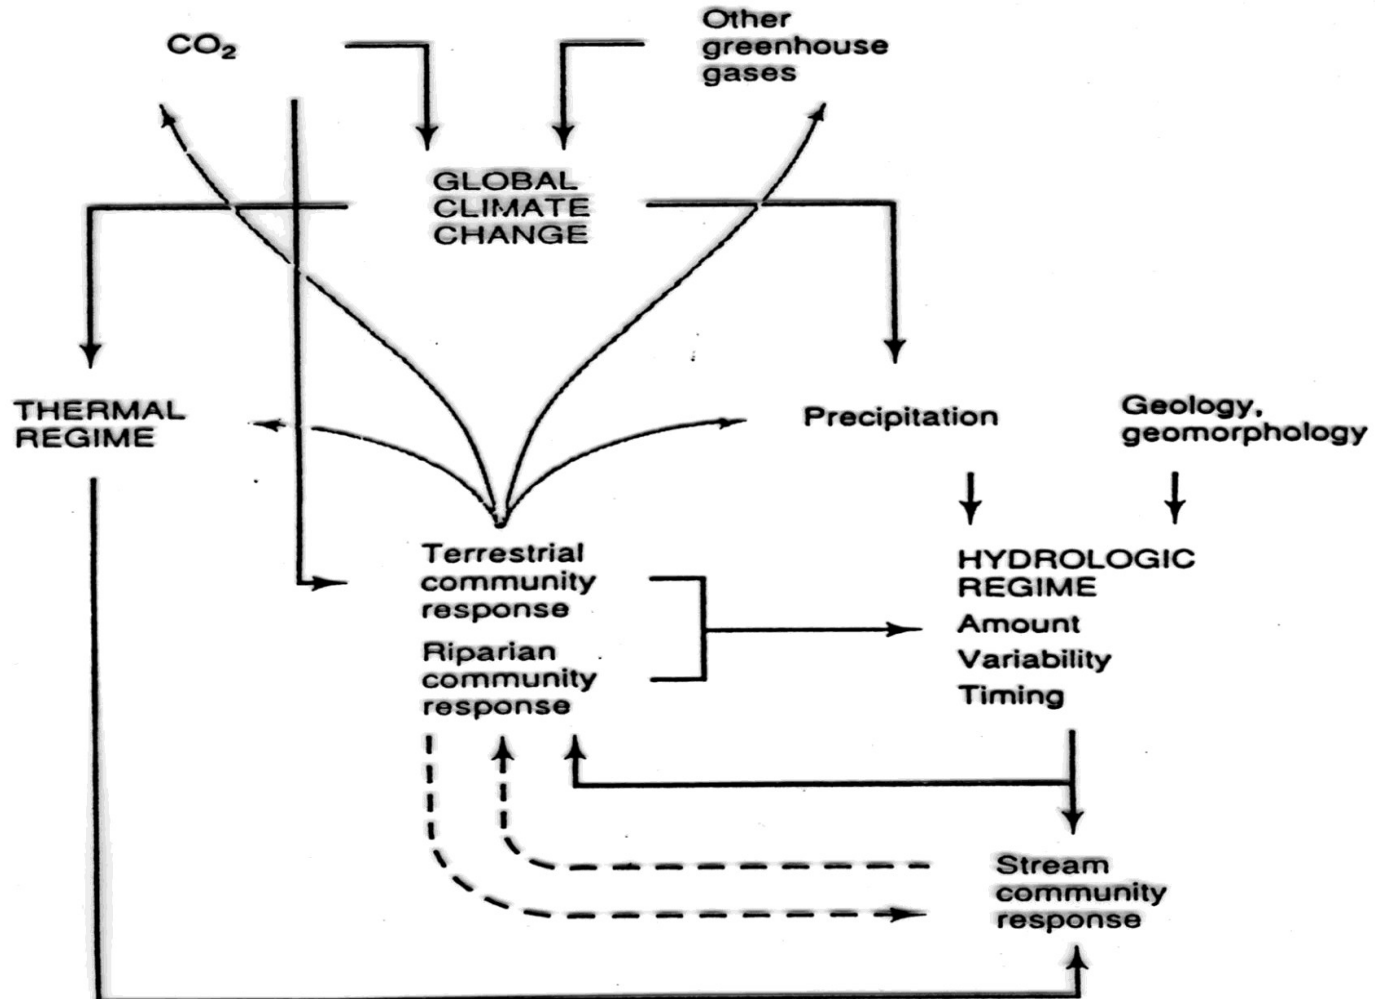 CO₂
Other
greenhouse
gases
GLOBAL
CLIMATE
CHANGE
THERMAL
REGIME
Precipitation
Geology,
geomorphology
Terrestrial
community
response
Riparian
community
response
HYDROLOGIC
REGIME
Amount
Variability
Timing
Stream
community
response